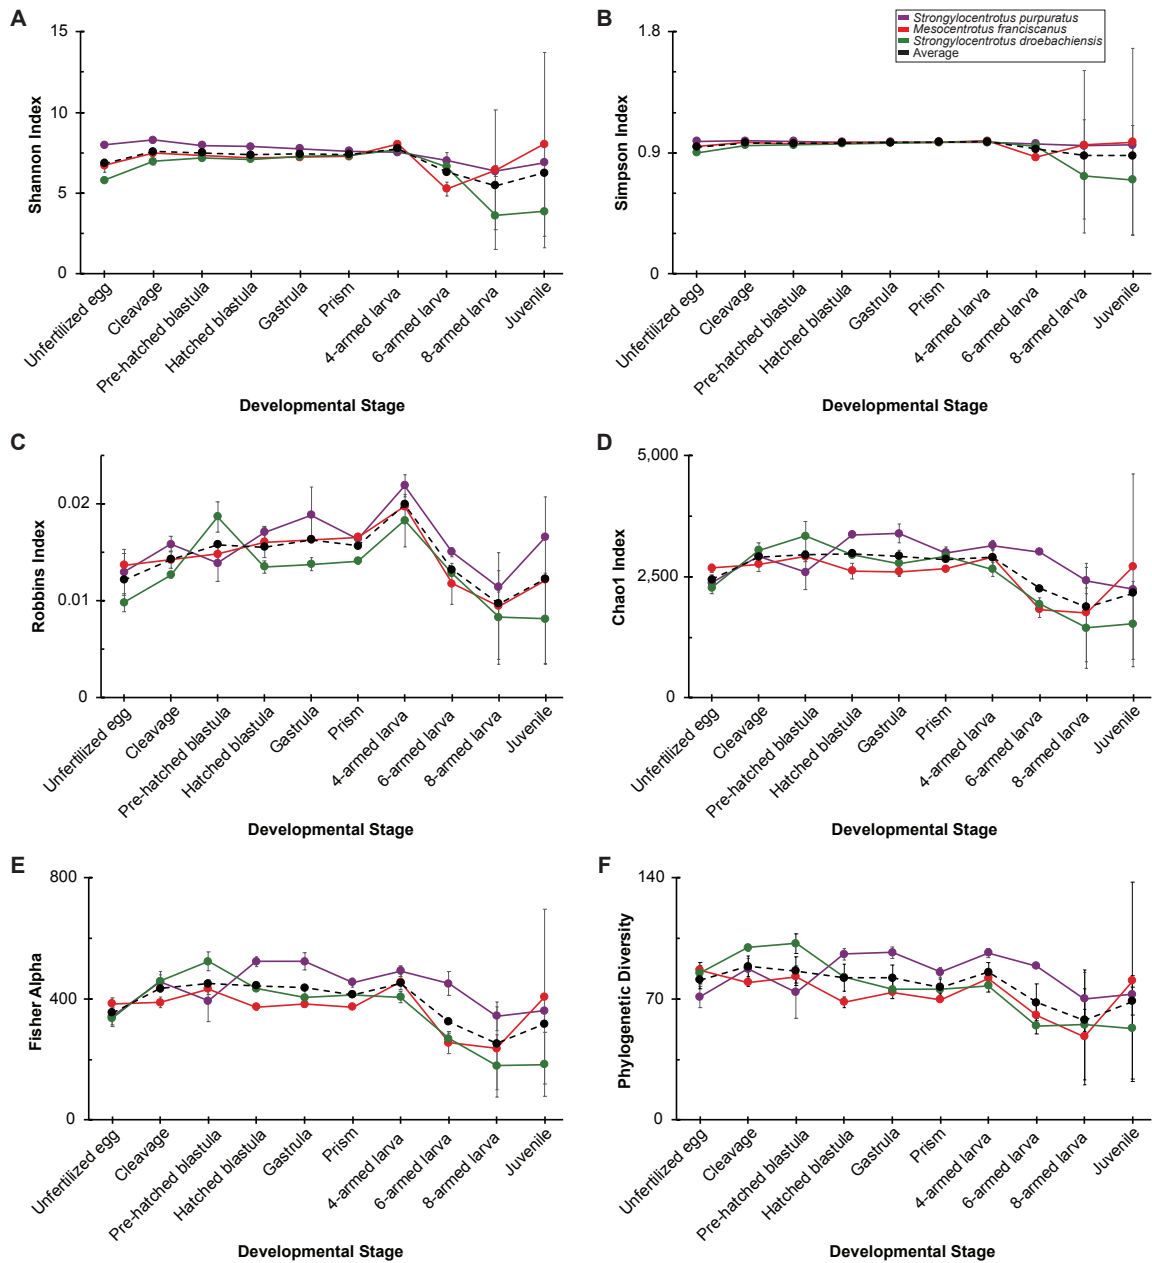 A
Shannon Index
15
10
5
0
Unfertilized egg
Cleavage
Pre-hatched blastula
Hatched blastula
Gastrula
Prism
4-armed larva
6-armed larva
8-armed larva
Juvenile
Developmental Stage
B
Simpson Index
1.8
0.9
0
Strongylocentrotus purpuratus
Mesocentrotus franciscanus
Strongylocentrotus droebachiensis
Average
Unfertilized egg
Cleavage
Pre-hatched blastula
Hatched blastula
Gastrula
Prism
4-armed larva
6-armed larva
8-armed larva
Juvenile
Developmental Stage
C
Robbins Index
0.02
0.01
0
Unfertilized egg
Cleavage
Pre-hatched blastula
Hatched blastula
Gastrula
Prism
4-armed larva
6-armed larva
8-armed larva
Juvenile
Developmental Stage
D
Chao1 Index
5,000
2,500
0
Unfertilized egg
Cleavage
Pre-hatched blastula
Hatched blastula
Gastrula
Prism
4-armed larva
6-armed larva
8-armed larva
Juvenile
Developmental Stage
E
Fisher Alpha
800
400
0
Unfertilized egg
Cleavage
Pre-hatched blastula
Hatched blastula
Gastrula
Prism
4-armed larva
6-armed larva
8-armed larva
Juvenile
Developmental Stage
F
Phylogenetic Diversity
140
70
0
Unfertilized egg
Cleavage
Pre-hatched blastula
Hatched blastula
Gastrula
Prism
4-armed larva
6-armed larva
8-armed larva
Juvenile
Developmental Stage